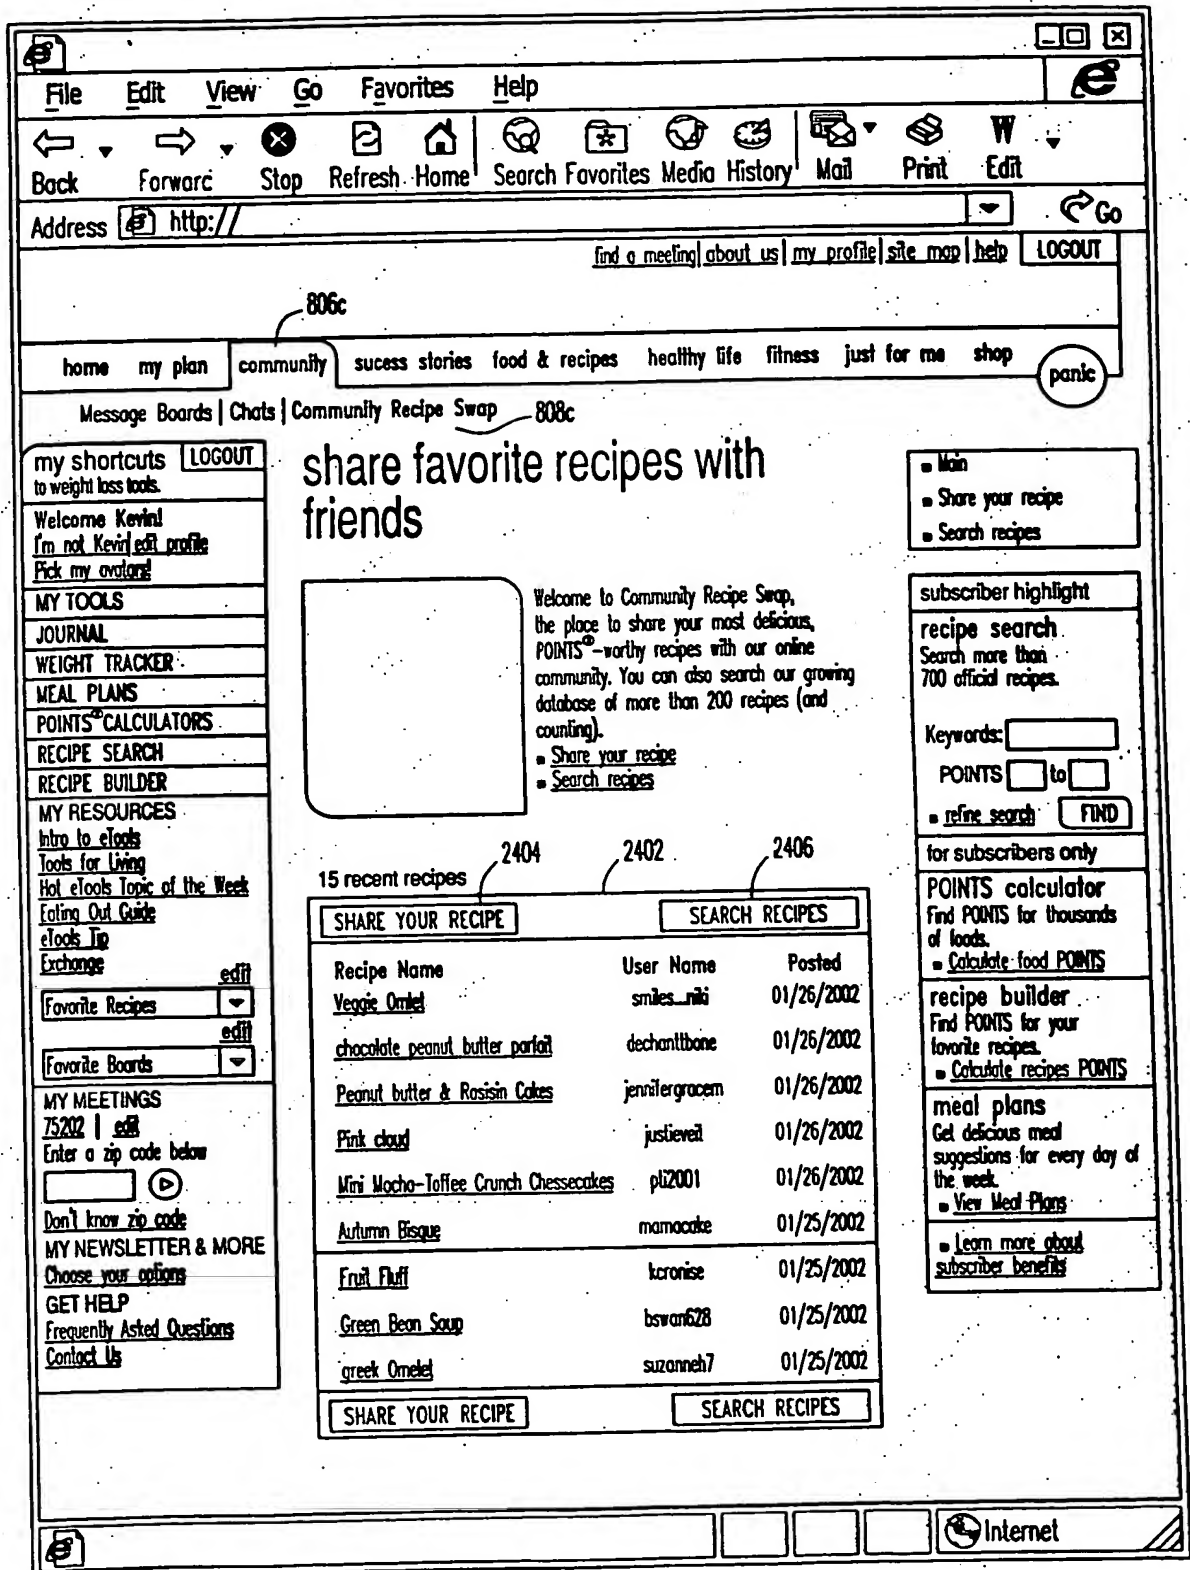 File Edit View Go Favorites Help
Back Forward Stop Refresh Home Search Favorites Media History Mail Print Edit
Address http:// Go
find a meeting | about us | my profile | site map | help LOGOUT
806c
home my plan community sucess stories food & recipes healthy life fitness just for me shop panic
Message Boards | Chats | Community Recipe Swap 808c
my shortcuts LOGOUT
to weight loss tools.
Welcome Kevin!
I'm not Kevin | edit profile
Pick my avatars!
MY TOOLS
JOURNAL
WEIGHT TRACKER
MEAL PLANS
POINTS® CALCULATORS
RECIPE SEARCH
RECIPE BUILDER
MY RESOURCES
Intro to eTools
Tools for Living
Hot eTools Topic of the Week
Eating Out Guide
eTools Tip
Exchange
edit
Favorite Recipes
edit
Favorite Boards
MY MEETINGS
75202 | edit
Enter a zip code below
Don't know zip code
MY NEWSLETTER & MORE
Choose your options
GET HELP
Frequently Asked Questions
Contact Us
share favorite recipes with
friends
Welcome to Community Recipe Swap,
the place to share your most delicious,
POINTS®-worthy recipes with our online
community. You can also search our growing
database of more than 200 recipes (and
counting).
Share your recipe
Search recipes
2404 2402 2406
15 recent recipes
SHARE YOUR RECIPE SEARCH RECIPES
Recipe Name User Name Posted
Veggie Omlet smiles_niki 01/26/2002
chocolate peanut butter parfait dechanttbone 01/26/2002
Peanut butter & Rasisin Cakes jennifergracem 01/26/2002
Pink cloud justieveil 01/26/2002
Mini Mocha-Toffee Crunch Chessecakes pli2001 01/26/2002
Autumn Bisque mamacake 01/25/2002
Fruit Fluff kcronise 01/25/2002
Green Bean Soup bswan628 01/25/2002
greek Omelet suzanneh7 01/25/2002
SHARE YOUR RECIPE SEARCH RECIPES
Main
Share your recipe
Search recipes
subscriber highlight
recipe search
Search more than
700 official recipes.
Keywords:
POINTS to
refine search FIND
for subscribers only
POINTS calculator
Find POINTS for thousands
of foods.
Calculate food POINTS
recipe builder
Find POINTS for your
favorite recipes.
Calculate recipes POINTS
meal plans
Get delicious meal
suggestions for every day of
the week.
View Meal Plans
Learn more about
subscriber benefits
Internet